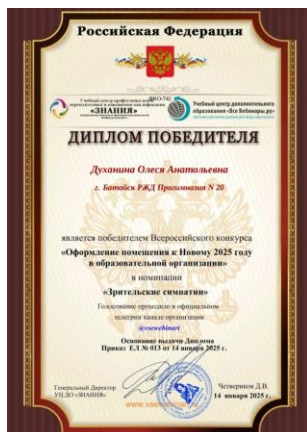 Российская Федерация
Учебный центр дополнительного
образования «Все Вебинары.ру»
«ЗНАНИЯ»
ДИПЛОМ ПОБЕДИТЕЛЯ
Духанина Олеся Анатольевна
г. Батайск РЖД Прогимназия N 20
является победителем Всероссийского конкурса
«Оформление помещения к Новому 2025 году
в образовательной организации»
в номинации
«Зрительские симпатии»
Голосование проходило в официальном
телеграм канале организации
@vsewebinari
Основание выдачи Диплома
Приказ: ЕЛ № 013 от 14 января 2025 г.
Генеральный Директор
УЦ ДО «ЗНАНИЯ»
Четвериков Д.В.
14 января 2025 г.